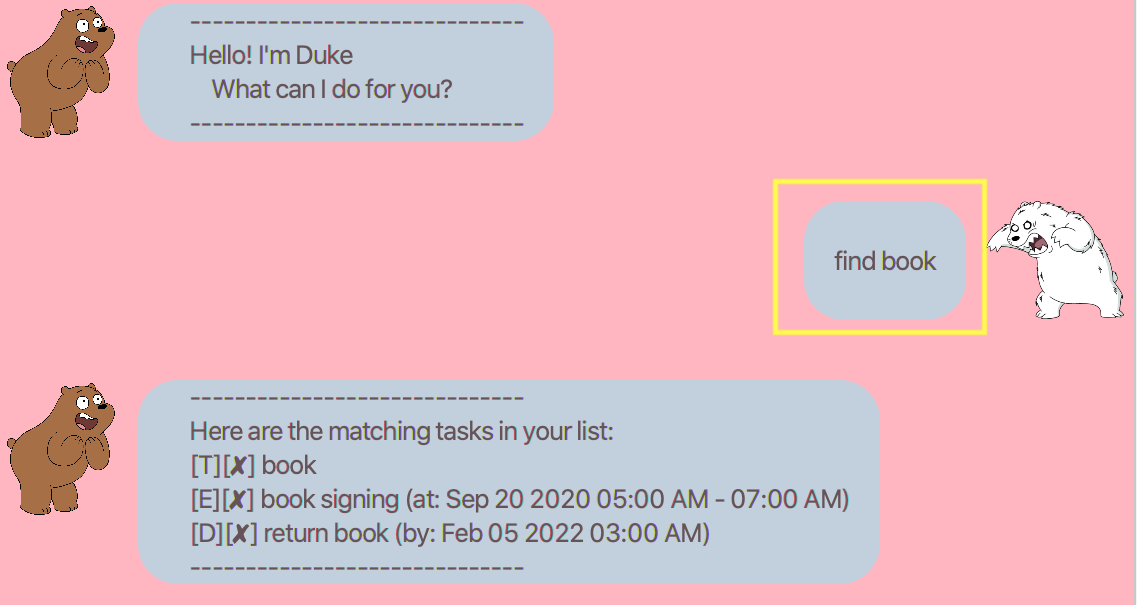 ------------------------------
Hello! I'm Duke
What can I do for you?
------------------------------
find book
------------------------------
Here are the matching tasks in your list:
[T][✘] book
[E][✘] book signing (at: Sep 20 2020 05:00 AM - 07:00 AM)
[D][✘] return book (by: Feb 05 2022 03:00 AM)
------------------------------